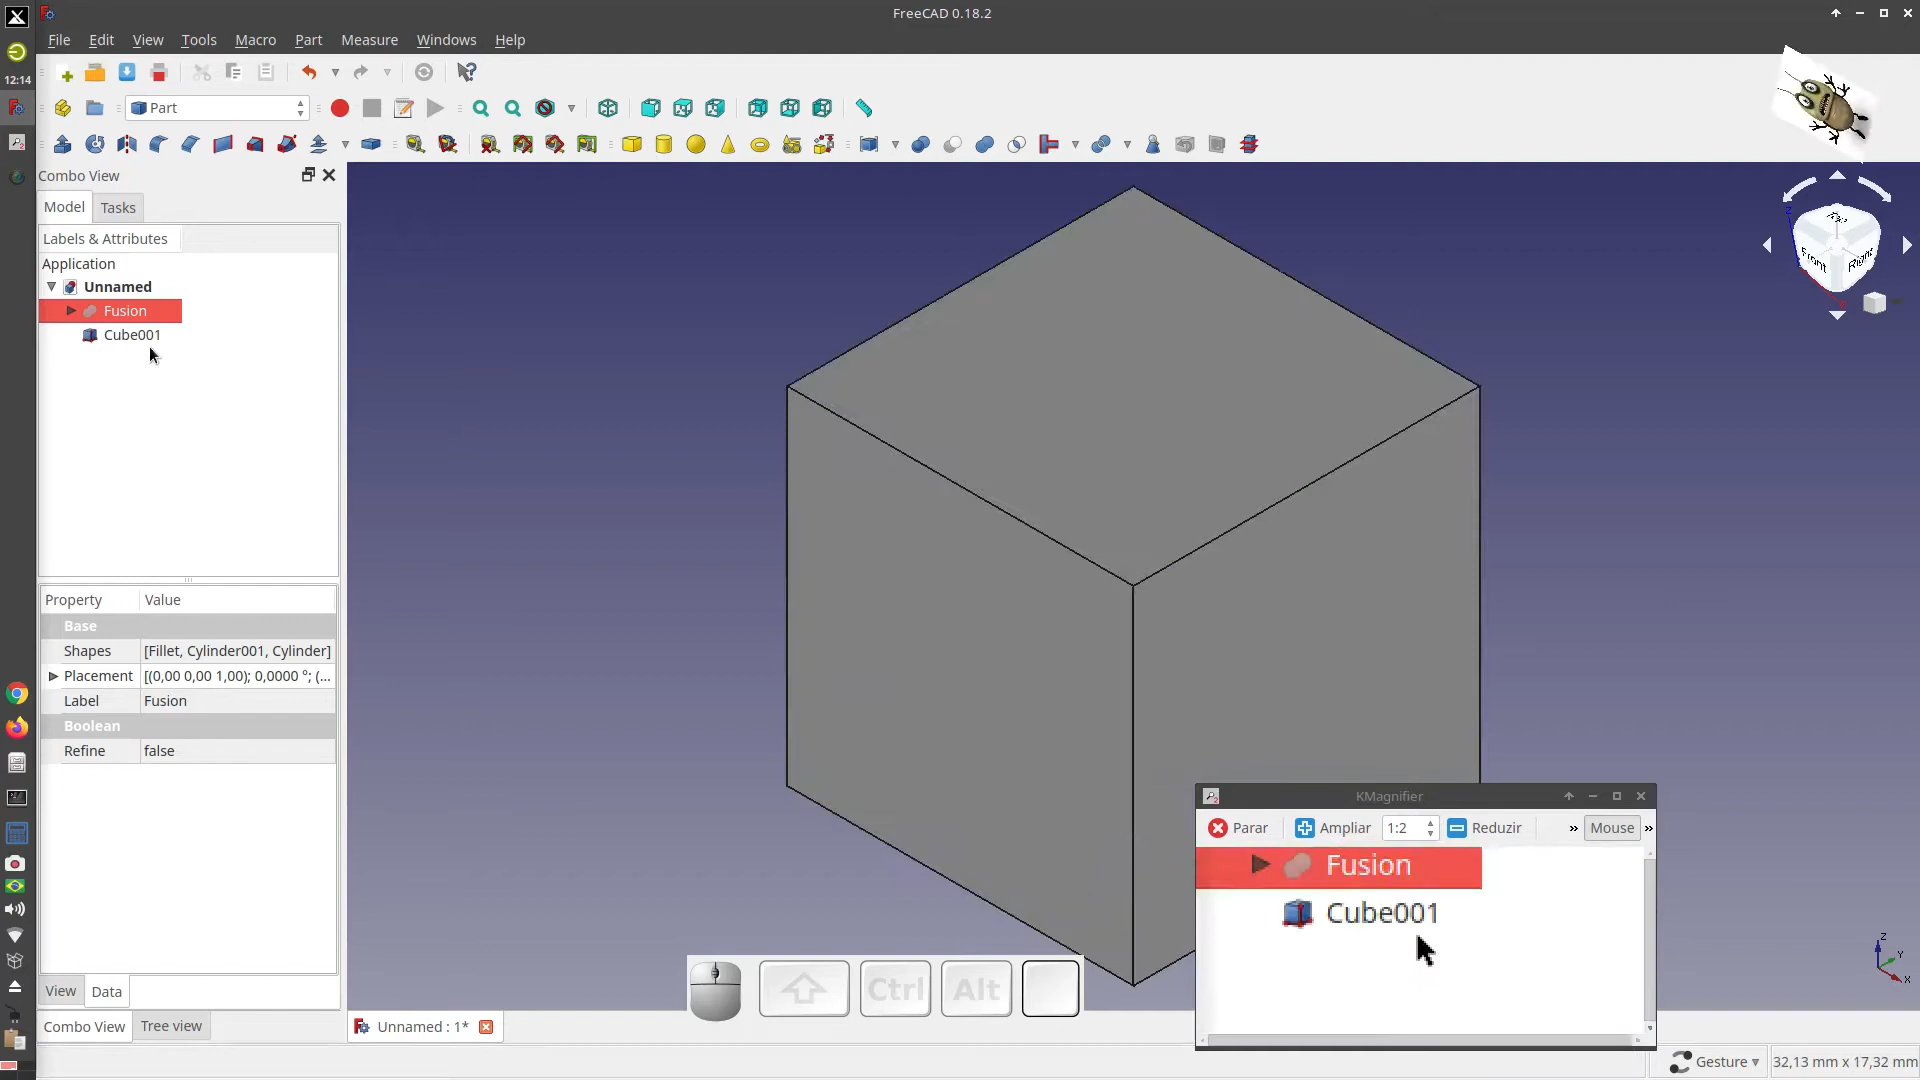 FreeCAD 0.18.2
File Edit View Tools Macro Part Measure Windows Help
12:14
Part
Combo View
Model Tasks
Labels & Attributes
Application
Unnamed
Fusion
Cube001
Top
Front
Right
Property Value
Base
Shapes [Fillet, Cylinder001, Cylinder]
Placement [(0,00 0,00 1,00); 0,0000 °; (...
Label Fusion
Boolean
Refine false
KMagnifier
Parar Ampliar 1:2 Reduzir » Mouse »
Fusion
Cube001
Ctrl Alt
Z
Y
X
View Data
Combo View Tree view
Unnamed : 1*
Gesture 32,13 mm x 17,32 mm